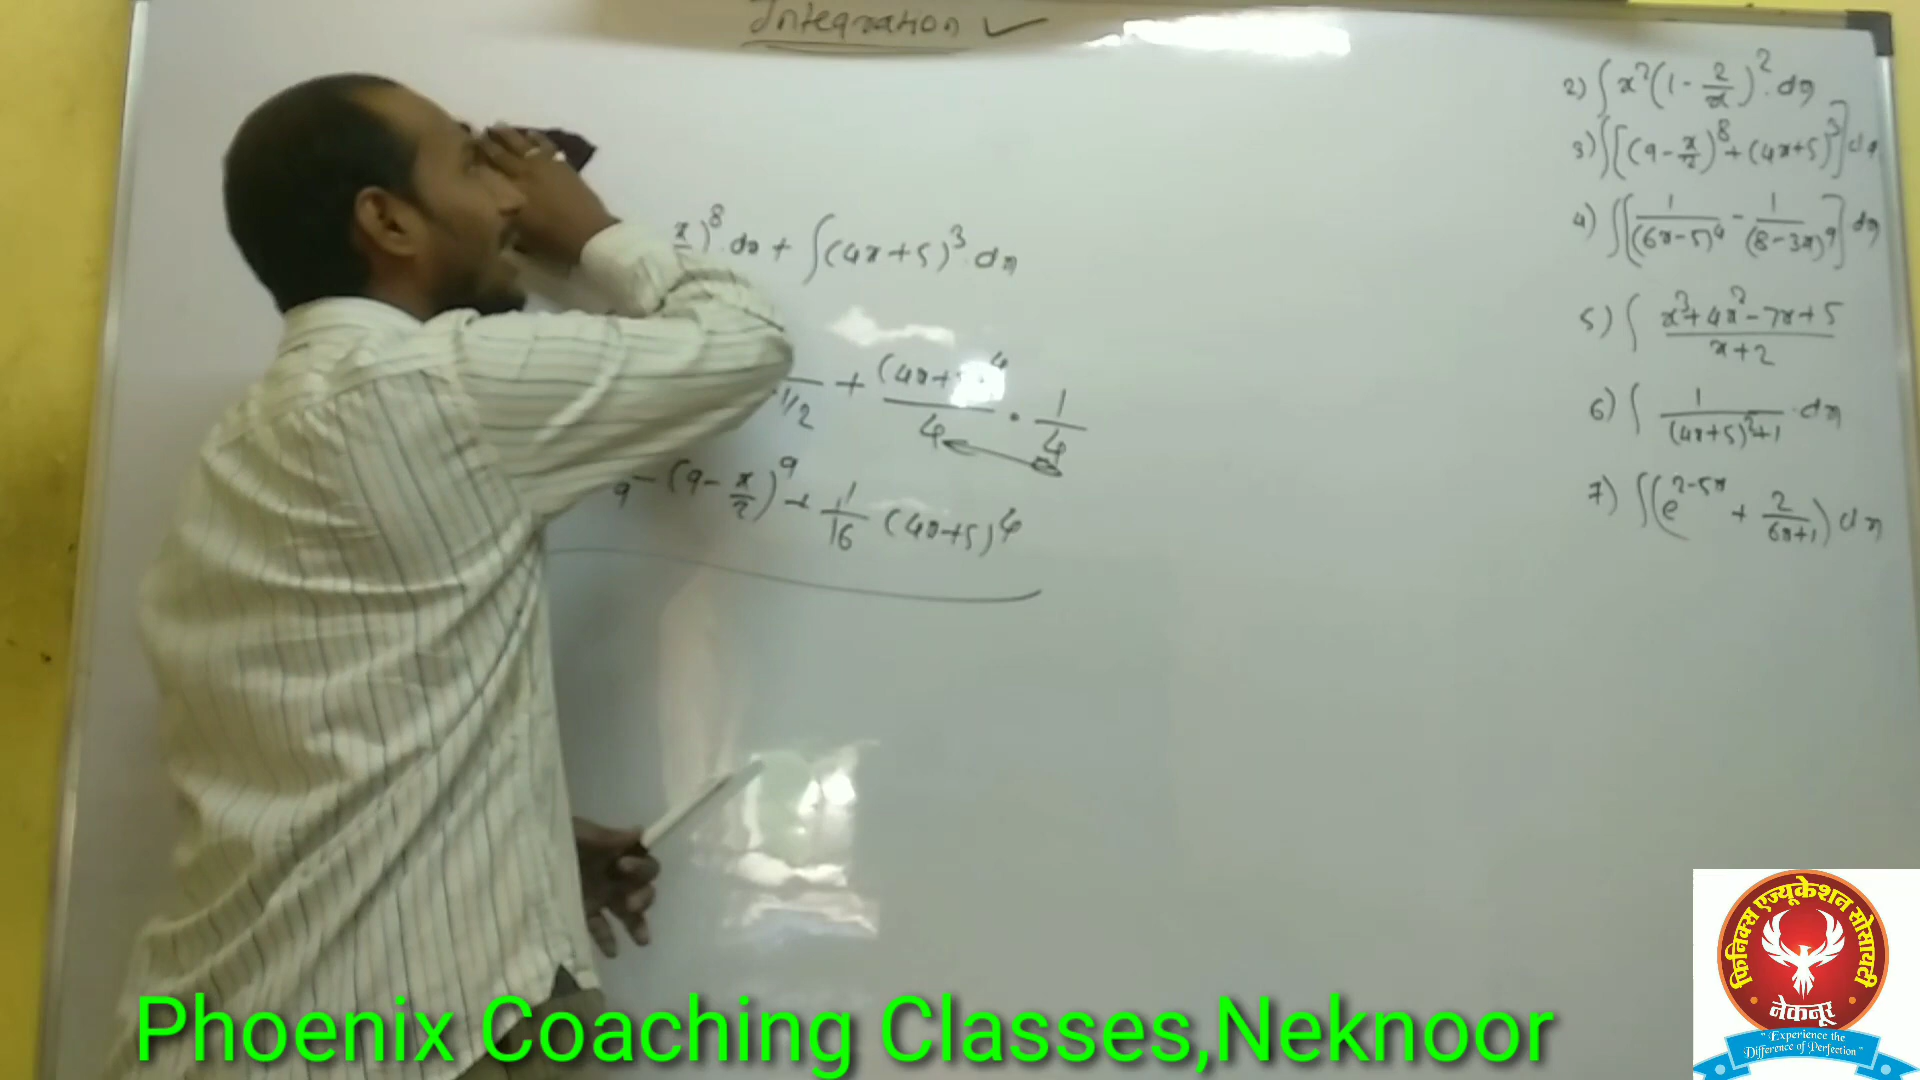 Integration ✓
x/2)⁸.dx + ∫(4x+5)³.dx
1/2 + (4x+ )⁴/4 . 1/4
9 - (9-x/2)⁹ + 1/16 (4x+5)⁴
2) ∫x²(1-2/x)².dx
3) ∫[(9-x/2)⁸+(4x+5)³]dx
4) ∫[1/(6x-5)⁴ - 1/(8-3x)⁹]dx
5) ∫ x³+4x²-7x+5/x+2
6) ∫ 1/(4x+5)²+1 .dx
7) ∫(e²⁻⁵ˣ + 2/6x+1)dx
फिनिक्स एज्यूकेशन सोसायटी
नेकनूर
"Experience the
Difference of Perfection"
Phoenix Coaching Classes,Neknoor